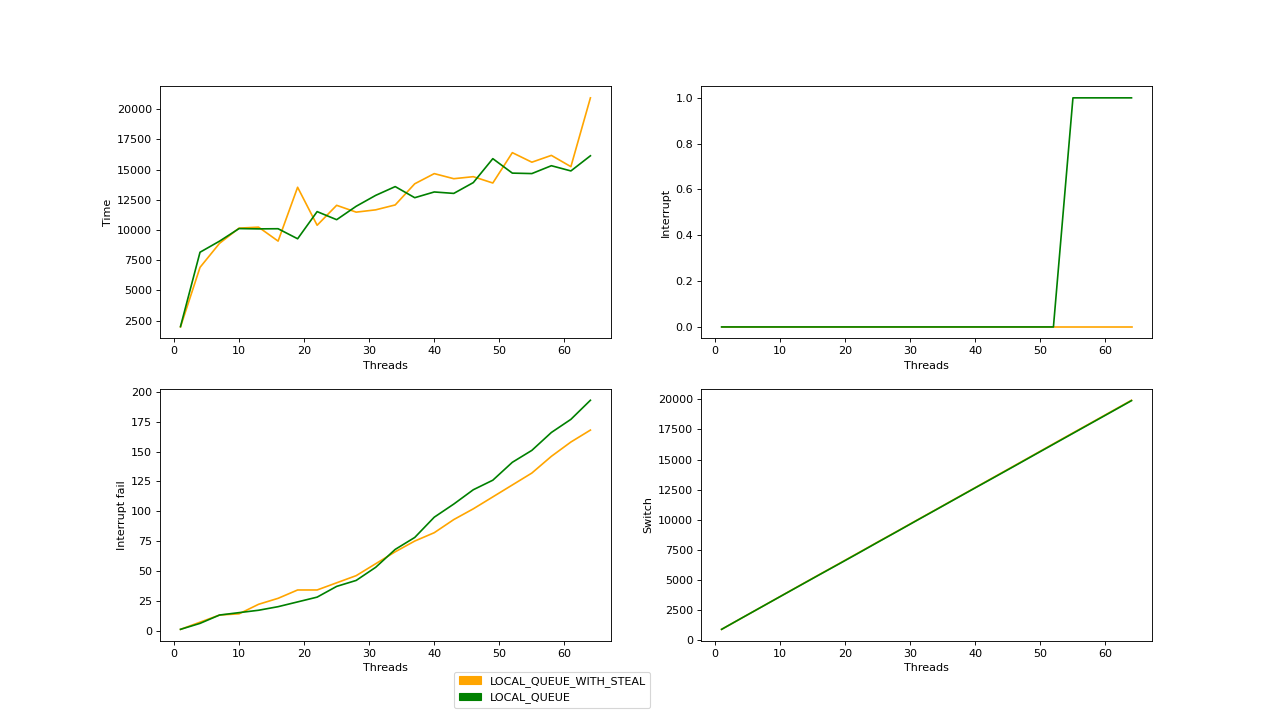 20000
17500
15000
12500
10000
7500
5000
2500
Time
0 10 20 30 40 50 60
Threads
1.0
0.8
0.6
0.4
0.2
0.0
Interrupt
0 10 20 30 40 50 60
Threads
200
175
150
125
100
75
50
25
0
Interrupt fail
0 10 20 30 40 50 60
Threads
20000
17500
15000
12500
10000
7500
5000
2500
0
Switch
0 10 20 30 40 50 60
Threads
LOCAL_QUEUE_WITH_STEAL
LOCAL_QUEUE